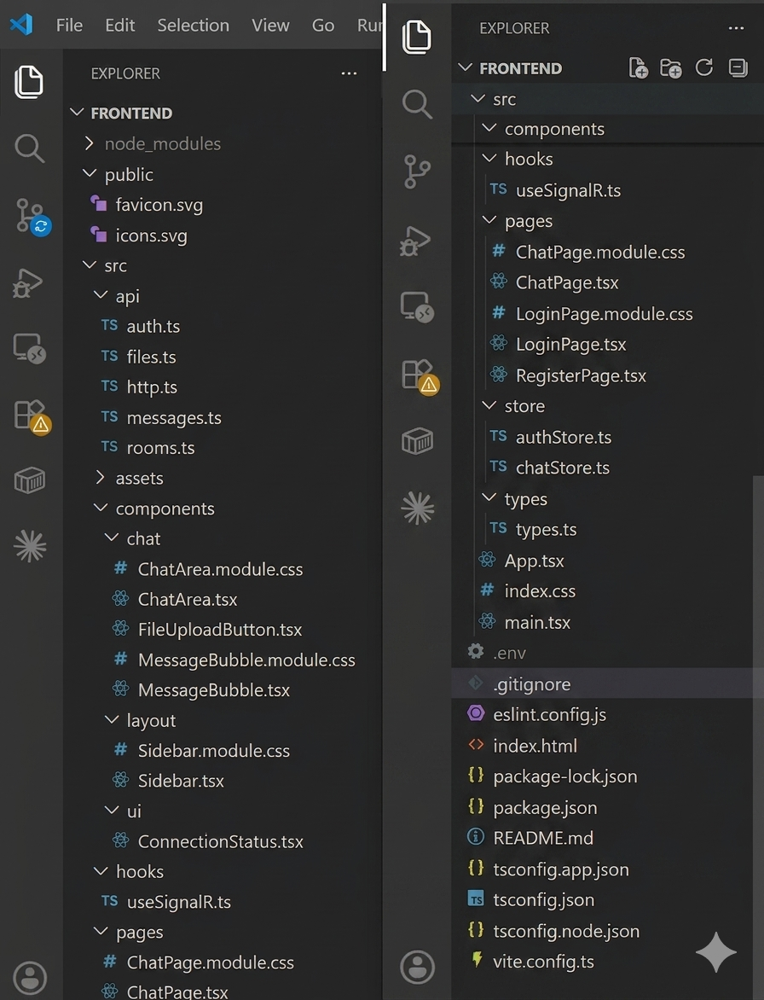 File Edit Selection View Go Run
EXPLORER
FRONTEND
node_modules
public
favicon.svg
icons.svg
src
api
TS auth.ts
TS files.ts
TS http.ts
TS messages.ts
TS rooms.ts
assets
components
chat
# ChatArea.module.css
ChatArea.tsx
FileUploadButton.tsx
# MessageBubble.module.css
MessageBubble.tsx
layout
# Sidebar.module.css
Sidebar.tsx
ui
ConnectionStatus.tsx
hooks
TS useSignalR.ts
pages
# ChatPage.module.css
ChatPage.tsx
EXPLORER
FRONTEND
src
components
hooks
TS useSignalR.ts
pages
# ChatPage.module.css
ChatPage.tsx
# LoginPage.module.css
LoginPage.tsx
RegisterPage.tsx
store
TS authStore.ts
TS chatStore.ts
types
TS types.ts
App.tsx
# index.css
main.tsx
.env
.gitignore
eslint.config.js
<> index.html
{} package-lock.json
{} package.json
README.md
{} tsconfig.app.json
TS tsconfig.json
{} tsconfig.node.json
vite.config.ts